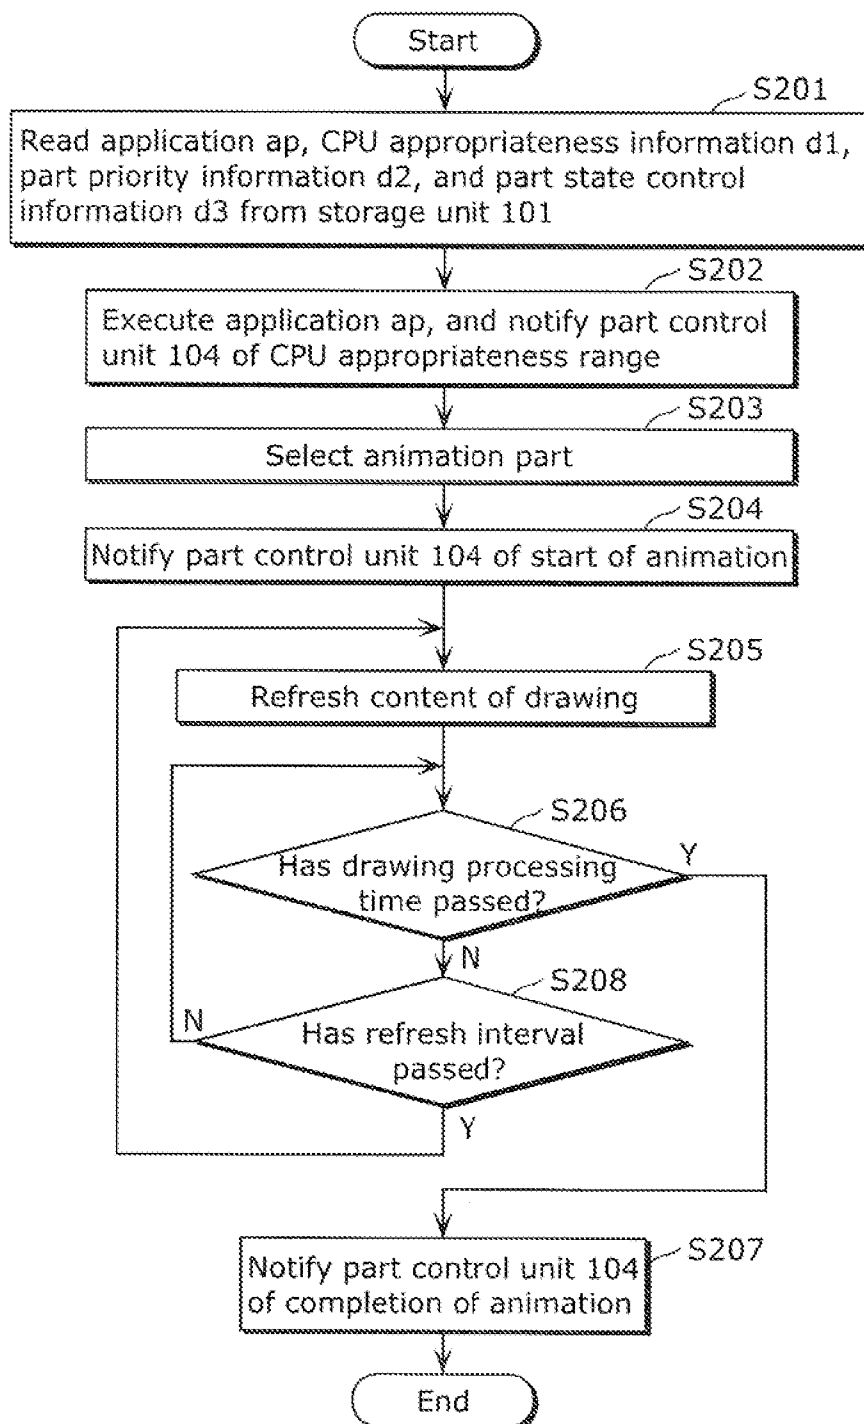 Start
S201
Read application ap, CPU appropriateness information d1,
part priority information d2, and part state control
information d3 from storage unit 101
S202
Execute application ap, and notify part control
unit 104 of CPU appropriateness range
S203
Select animation part
S204
Notify part control unit 104 of start of animation
S205
Refresh content of drawing
S206
Y
Has drawing processing
time passed?
N
S208
N
Has refresh interval
passed?
Y
S207
Notify part control unit 104
of completion of animation
End